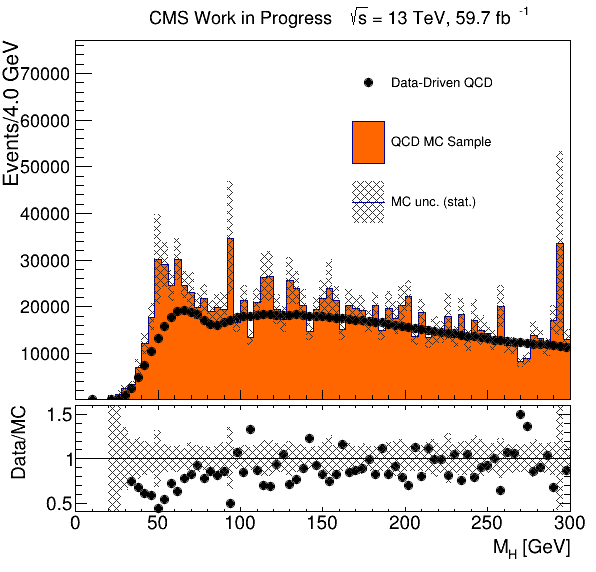 CMS Work in Progress √s = 13 TeV, 59.7 fb⁻¹
Events/4.0 GeV
70000
60000
50000
40000
30000
20000
10000
Data-Driven QCD
QCD MC Sample
MC unc. (stat.)
Data/MC
1.5
1
0.5
0 50 100 150 200 250 300
M_H [GeV]